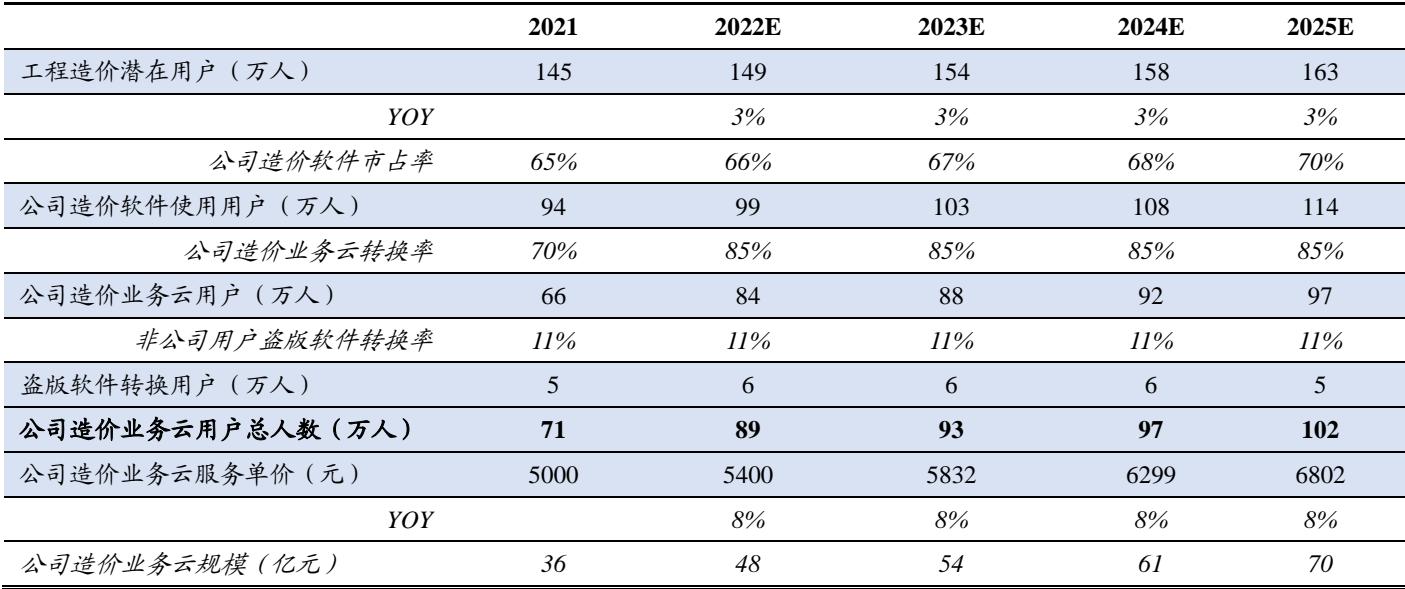 2021 2022E 2023E 2024E 2025E
工程造价潜在用户（万人） 145 149 154 158 163
YOY 3% 3% 3% 3%
公司造价软件市占率 65% 66% 67% 68% 70%
公司造价软件使用用户（万人） 94 99 103 108 114
公司造价业务云转换率 70% 85% 85% 85% 85%
公司造价业务云用户（万人） 66 84 88 92 97
非公司用户盗版软件转换率 11% 11% 11% 11% 11%
盗版软件转换用户（万人） 5 6 6 6 5
公司造价业务云用户总人数（万人） 71 89 93 97 102
公司造价业务云服务单价（元） 5000 5400 5832 6299 6802
YOY 8% 8% 8% 8%
公司造价业务云规模（亿元） 36 48 54 61 70